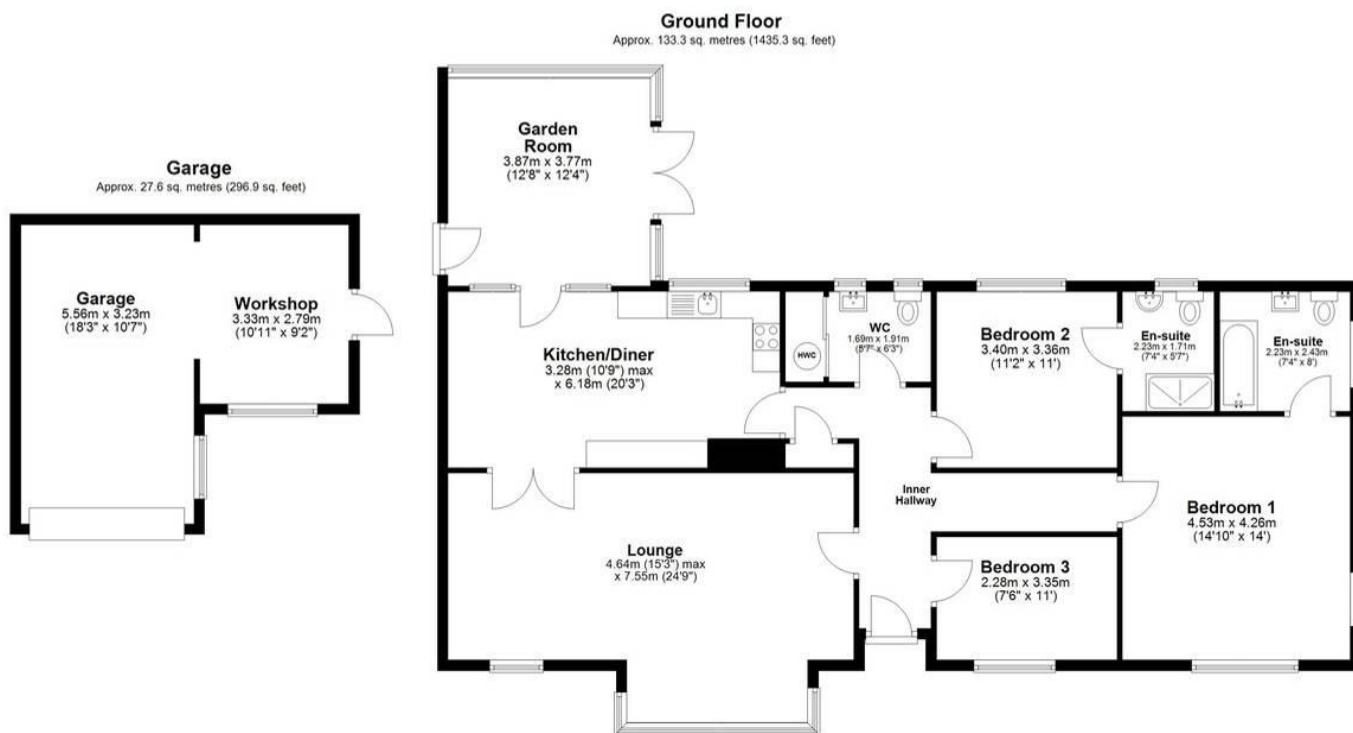 Ground Floor
Approx. 133.3 sq. metres (1435.3 sq. feet)
Garden
Room
3.87m x 3.77m
(12'8" x 12'4")
Garage
Approx. 27.6 sq. metres (296.9 sq. feet)
Garage
5.56m x 3.23m
(18'3" x 10'7")
Workshop
3.33m x 2.79m
(10'11" x 9'2")
Kitchen/Diner
3.28m (10'9") max
x 6.18m (20'3")
HWC
WC
1.69m x 1.91m
(5'7" x 6'3")
Bedroom 2
3.40m x 3.36m
(11'2" x 11')
En-suite
2.23m x 1.71m
(7'4" x 5'7")
En-suite
2.23m x 2.43m
(7'4" x 8')
Inner
Hallway
Bedroom 1
4.53m x 4.26m
(14'10" x 14')
Lounge
4.64m (15'3") max
x 7.55m (24'9")
Bedroom 3
2.28m x 3.35m
(7'6" x 11')